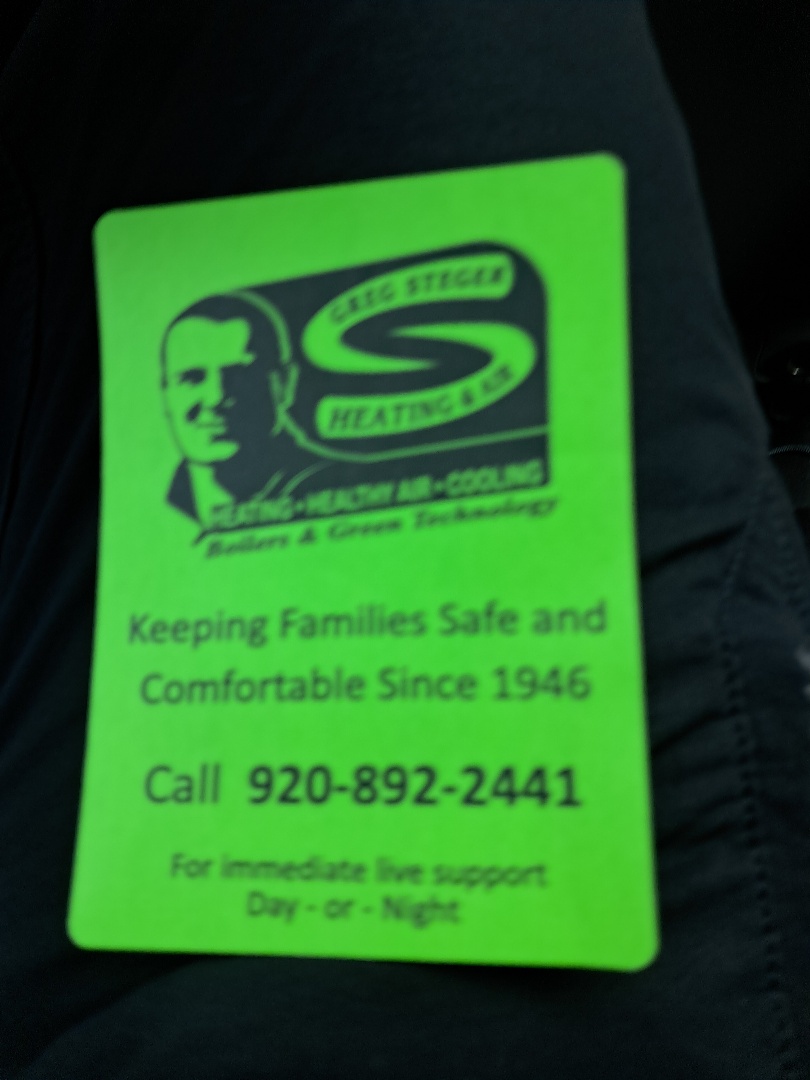 GREG STEGER
HEATING & AIR
HEATING • HEALTHY AIR • COOLING
Boilers & Green Technology
Keeping Families Safe and
Comfortable Since 1946
Call 920-892-2441
For immediate live support
Day - or - Night